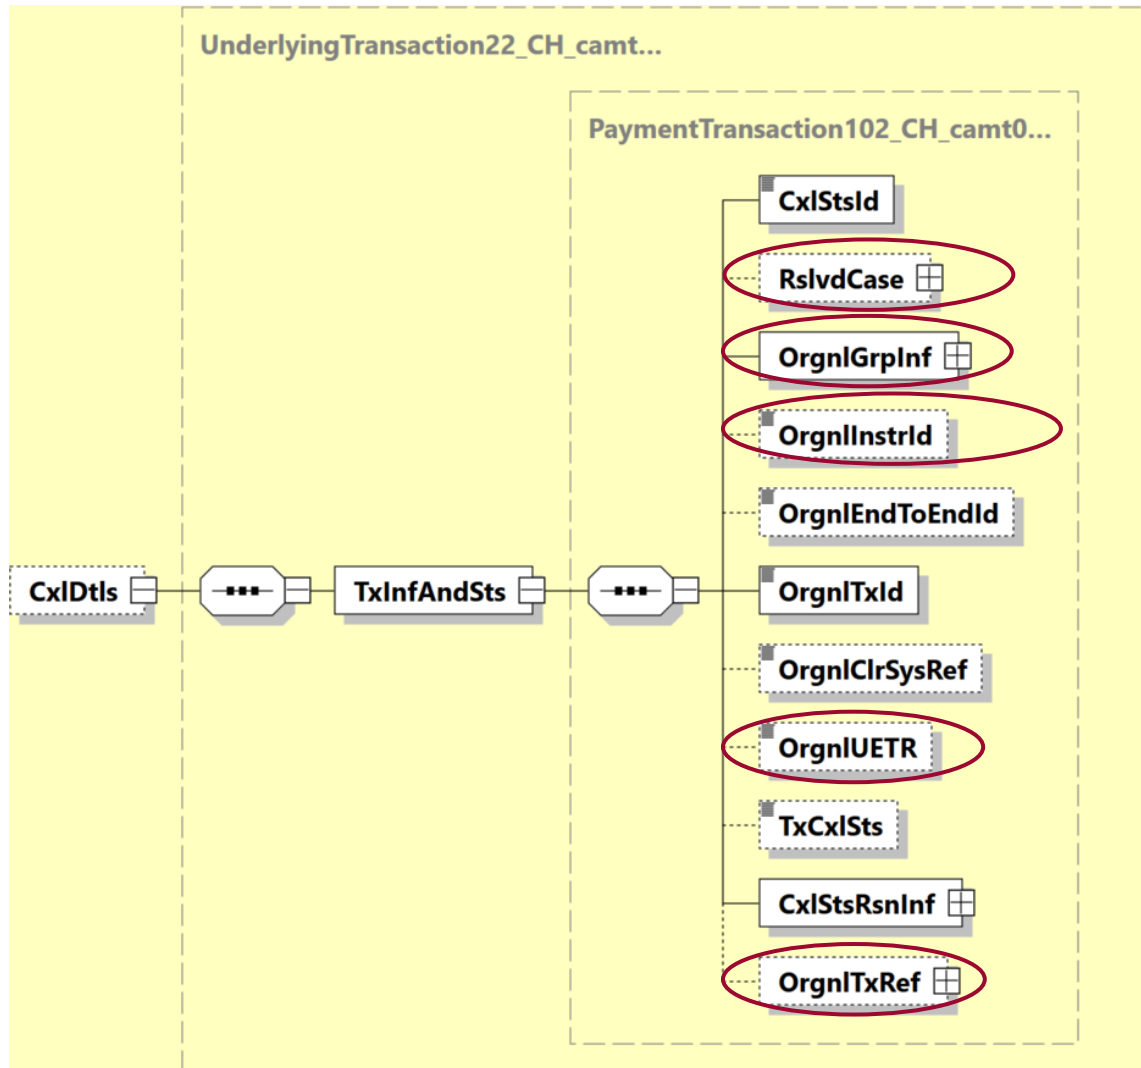 UnderlyingTransaction22_CH_camt...
PaymentTransaction102_CH_camt0...
CxlStsId
RslvdCase
OrgnlGrpInf
OrgnlInstrId
OrgnlEndToEndId
CxlDtls
TxInfAndSts
OrgnlTxId
OrgnlClrSysRef
OrgnlUETR
TxCxlSts
CxlStsRsnInf
OrgnlTxRef